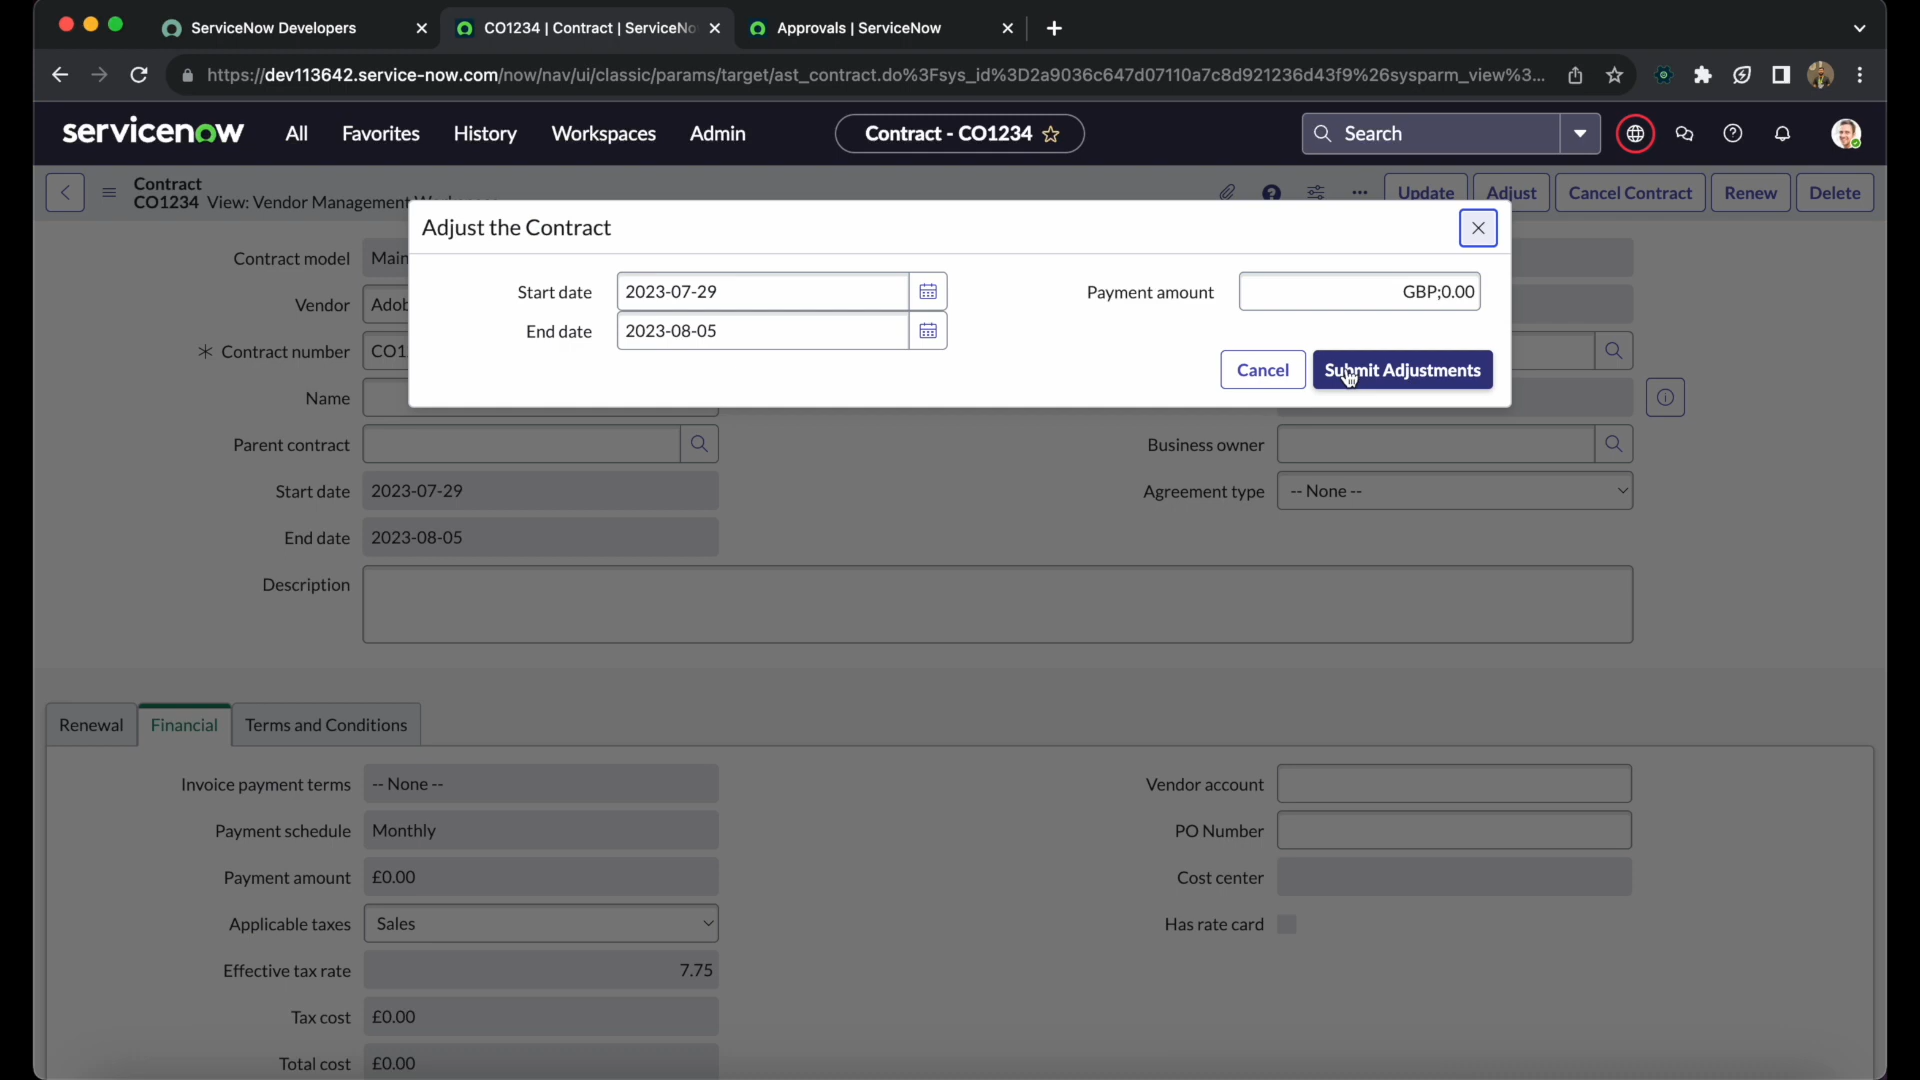 ServiceNow Developers
CO1234 | Contract | ServiceNo
Approvals | ServiceNow
https://dev113642.service-now.com/now/nav/ui/classic/params/target/ast_contract.do%3Fsys_id%3D2a9036c647d07110a7c8d921236d43f9%26sysparm_view%3...
servicenow All Favorites History Workspaces Admin Contract - CO1234 Search
Contract
CO1234 View: Vendor Management
Update Adjust Cancel Contract Renew Delete
Adjust the Contract
Start date 2023-07-29
Payment amount GBP;0.00
End date 2023-08-05
Cancel Submit Adjustments
Contract model Main
Vendor Adob
Contract number CO1
Name
Parent contract
Business owner
Start date 2023-07-29
Agreement type -- None --
End date 2023-08-05
Description
Renewal Financial Terms and Conditions
Invoice payment terms -- None --
Vendor account
Payment schedule Monthly
PO Number
Payment amount £0.00
Cost center
Applicable taxes Sales
Has rate card
Effective tax rate 7.75
Tax cost £0.00
Total cost £0.00